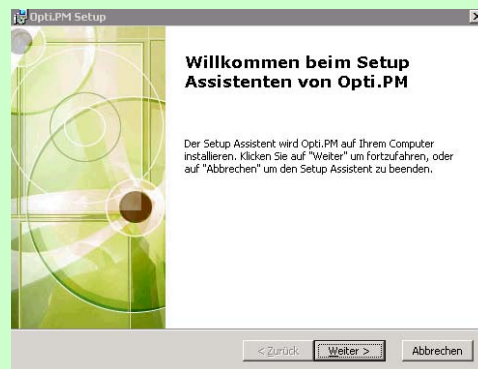 Opti.PM Setup
Willkommen beim Setup
Assistenten von Opti.PM
Der Setup Assistent wird Opti.PM auf Ihrem Computer
installieren. Klicken Sie auf "Weiter" um fortzufahren, oder
auf "Abbrechen" um den Setup Assistent zu beenden.
< Zurück Weiter > Abbrechen